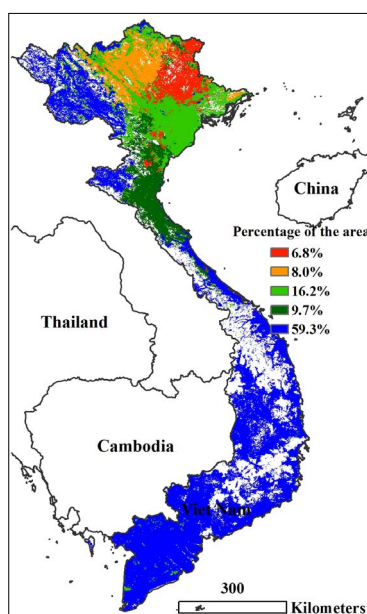 China
Percentage of the area
6.8%
8.0%
16.2%
9.7%
59.3%
Thailand
Cambodia
Viet Nam
300
Kilometers